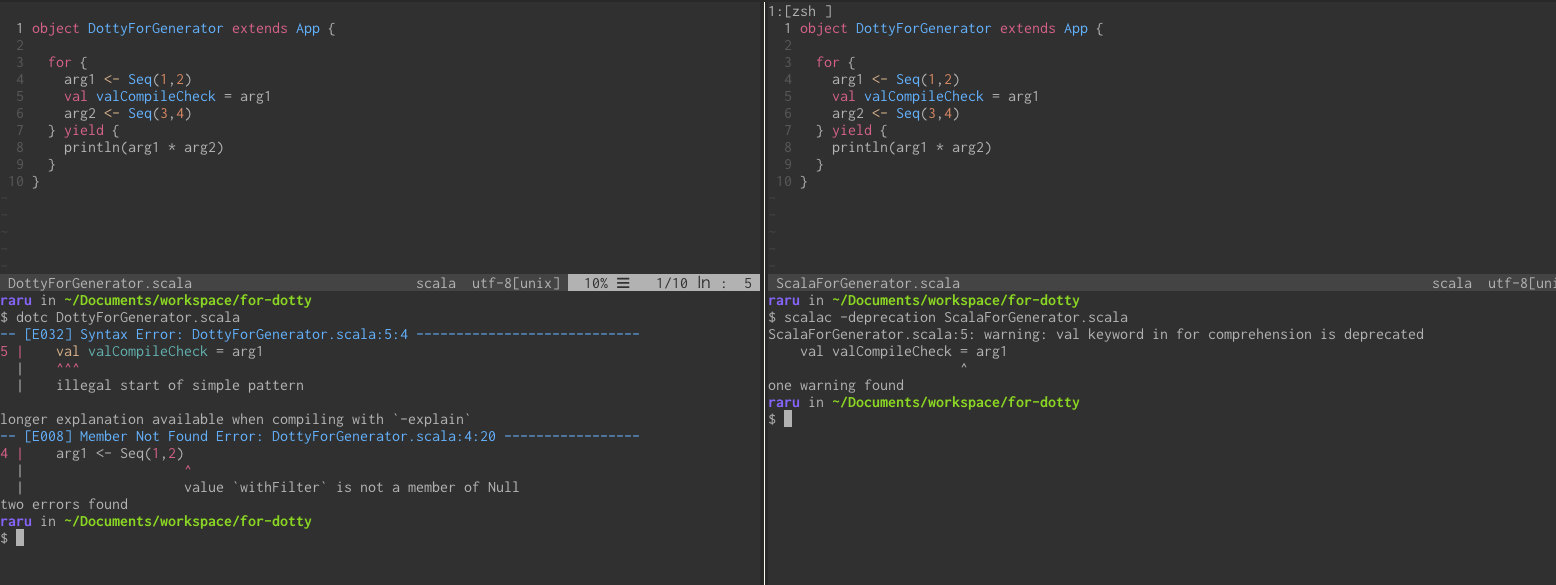 1 object DottyForGenerator extends App {
2
3   for {
4     arg1 <- Seq(1,2)
5     val valCompileCheck = arg1
6     arg2 <- Seq(3,4)
7   } yield {
8     println(arg1 * arg2)
9   }
10 }
~
~
~
~
~
DottyForGenerator.scala scala utf-8[unix] 10% ☰ 1/10 ln : 5
raru in ~/Documents/workspace/for-dotty
$ dotc DottyForGenerator.scala
-- [E032] Syntax Error: DottyForGenerator.scala:5:4 ----------------------------
5 |    val valCompileCheck = arg1
  |    ^^^
  |    illegal start of simple pattern
longer explanation available when compiling with `-explain`
-- [E008] Member Not Found Error: DottyForGenerator.scala:4:20 -----------------
4 |    arg1 <- Seq(1,2)
  |                    ^
  |                    value `withFilter` is not a member of Null
two errors found
raru in ~/Documents/workspace/for-dotty
$
1:[zsh ]
1 object DottyForGenerator extends App {
2
3   for {
4     arg1 <- Seq(1,2)
5     val valCompileCheck = arg1
6     arg2 <- Seq(3,4)
7   } yield {
8     println(arg1 * arg2)
9   }
10 }
~
~
~
~
~
ScalaForGenerator.scala scala utf-8[uni
raru in ~/Documents/workspace/for-dotty
$ scalac -deprecation ScalaForGenerator.scala
ScalaForGenerator.scala:5: warning: val keyword in for comprehension is deprecated
    val valCompileCheck = arg1
                        ^
one warning found
raru in ~/Documents/workspace/for-dotty
$